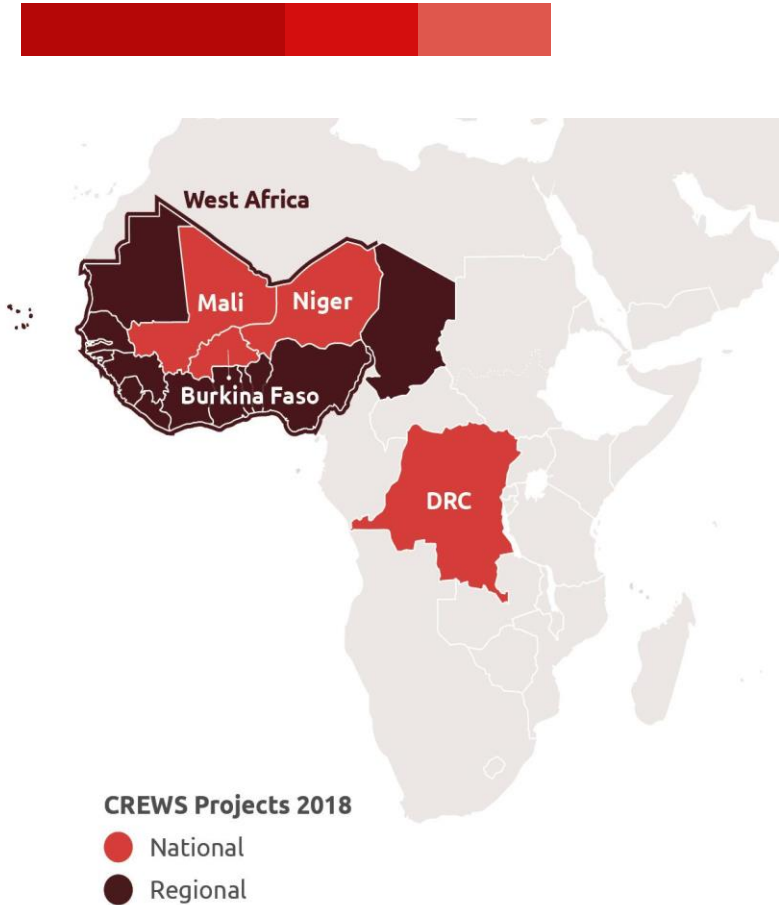 West Africa
Mali
Niger
Burkina Faso
DRC
CREWS Projects 2018
National
Regional